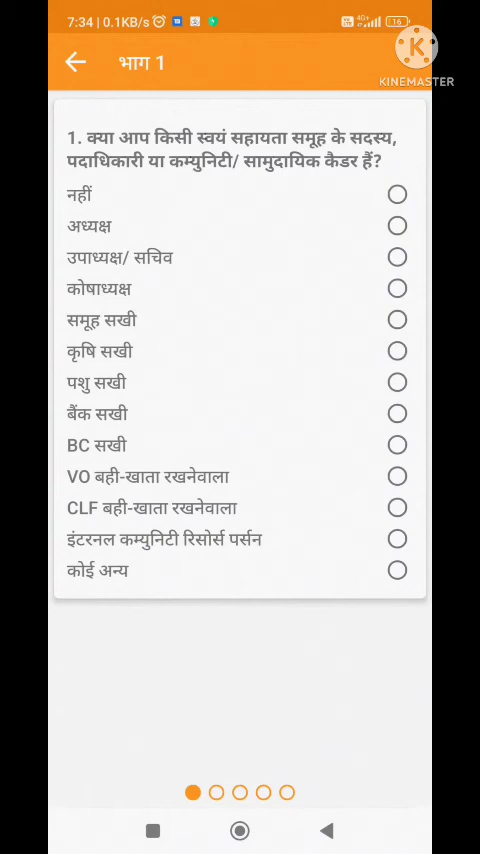 7:34 | 0.1KB/s
4G+
16
K
KINEMASTER
भाग 1
1. क्या आप किसी स्वयं सहायता समूह के सदस्य,
पदाधिकारी या कम्युनिटी/ सामुदायिक कैडर हैं?
नहीं
अध्यक्ष
उपाध्यक्ष/ सचिव
कोषाध्यक्ष
समूह सखी
कृषि सखी
पशु सखी
बैंक सखी
BC सखी
VO बही-खाता रखनेवाला
CLF बही-खाता रखनेवाला
इंटरनल कम्युनिटी रिसोर्स पर्सन
कोई अन्य